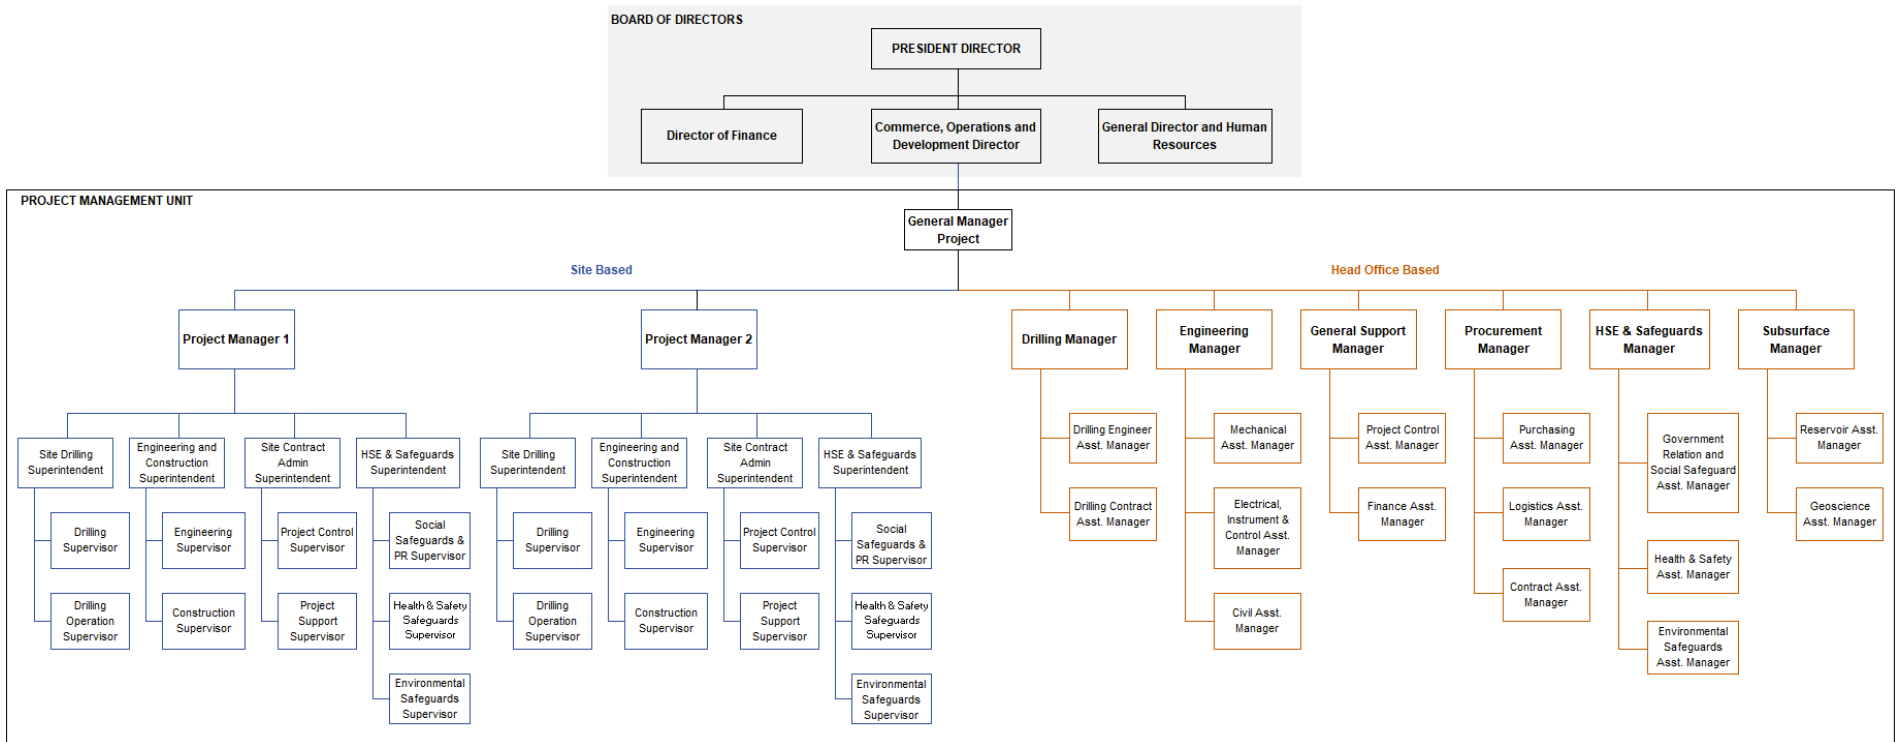 BOARD OF DIRECTORS
PRESIDENT DIRECTOR
Director of Finance
Commerce, Operations and
Development Director
General Director and Human
Resources
PROJECT MANAGEMENT UNIT
General Manager
Project
Site Based
Head Office Based
Project Manager 1
Project Manager 2
Drilling Manager
Engineering
Manager
General Support
Manager
Procurement
Manager
HSE & Safeguards
Manager
Subsurface
Manager
Site Drilling
Superintendent
Engineering and
Construction
Superintendent
Site Contract
Admin
Superintendent
HSE & Safeguards
Superintendent
Drilling
Supervisor
Engineering
Supervisor
Project Control
Supervisor
Social
Safeguards &
PR Supervisor
Drilling
Operation
Supervisor
Construction
Supervisor
Project
Support
Supervisor
Health & Safety
Safeguards
Supervisor
Environmental
Safeguards
Supervisor
Site Drilling
Superintendent
Engineering and
Construction
Superintendent
Site Contract
Admin
Superintendent
HSE & Safeguards
Superintendent
Drilling
Supervisor
Engineering
Supervisor
Project Control
Supervisor
Social
Safeguards &
PR Supervisor
Drilling
Operation
Supervisor
Construction
Supervisor
Project
Support
Supervisor
Health & Safety
Safeguards
Supervisor
Environmental
Safeguards
Supervisor
Drilling Engineer
Asst. Manager
Drilling Contract
Asst. Manager
Mechanical
Asst. Manager
Electrical,
Instrument &
Control Asst.
Manager
Civil Asst.
Manager
Project Control
Asst. Manager
Finance Asst.
Manager
Purchasing
Asst. Manager
Logistics Asst.
Manager
Contract Asst.
Manager
Government
Relation and
Social Safeguard
Asst. Manager
Health & Safety
Asst. Manager
Environmental
Safeguards
Asst. Manager
Reservoir Asst.
Manager
Geoscience
Asst. Manager